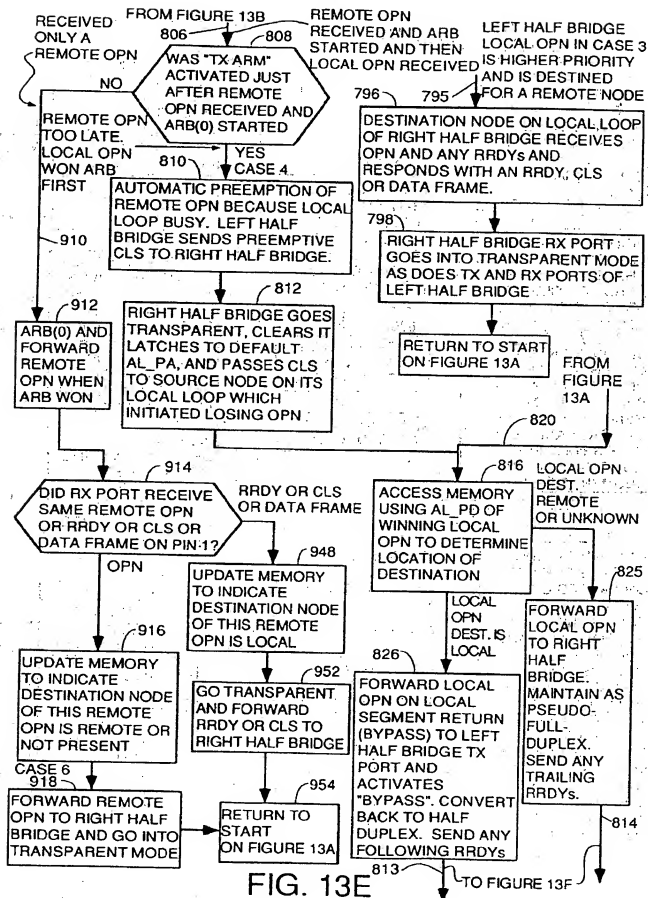 RECEIVED
ONLY A
REMOTE OPN
FROM FIGURE 13B
806
808
REMOTE OPN
RECEIVED AND ARB
STARTED AND THEN
LOCAL OPN RECEIVED
WAS "TX ARM"
ACTIVATED JUST
AFTER REMOTE
OPN RECEIVED AND
ARB(0) STARTED
NO
REMOTE OPN
TOO LATE.
LOCAL OPN
WON ARB
FIRST
YES
CASE 4
810
AUTOMATIC PREEMPTION OF
REMOTE OPN BECAUSE LOCAL
LOOP BUSY. LEFT HALF
BRIDGE SENDS PREEMPTIVE
CLS TO RIGHT HALF BRIDGE.
812
RIGHT HALF BRIDGE GOES
TRANSPARENT, CLEARS IT
LATCHES TO DEFAULT
AL_PA, AND PASSES CLS
TO SOURCE NODE ON ITS
LOCAL LOOP WHICH
INITIATED LOSING OPN
LEFT HALF BRIDGE
LOCAL OPN IN CASE 3
IS HIGHER PRIORITY
AND IS DESTINED
FOR A REMOTE NODE
795
796
DESTINATION NODE ON LOCAL LOOP
OF RIGHT HALF BRIDGE RECEIVES
OPN AND ANY RRDYs AND
RESPONDS WITH AN RRDY, CLS
OR DATA FRAME.
798
RIGHT HALF BRIDGE RX PORT
GOES INTO TRANSPARENT MODE
AS DOES TX AND RX PORTS OF
LEFT HALF BRIDGE
RETURN TO START
ON FIGURE 13A
FROM
FIGURE
13A
820
910
912
ARB(0) AND
FORWARD
REMOTE
OPN WHEN
ARB WON
914
DID RX PORT RECEIVE
SAME REMOTE OPN
OR RRDY OR CLS OR
DATA FRAME ON PIN 1?
RRDY OR CLS
OR DATA FRAME
OPN
948
UPDATE MEMORY
TO INDICATE
DESTINATION NODE
OF THIS REMOTE
OPN IS LOCAL
916
UPDATE MEMORY
TO INDICATE
DESTINATION NODE
OF THIS REMOTE
OPN IS REMOTE OR
NOT PRESENT
952
GO TRANSPARENT
AND FORWARD
RRDY OR CLS TO
RIGHT HALF BRIDGE
CASE 6
918
FORWARD REMOTE
OPN TO RIGHT HALF
BRIDGE AND GO INTO
TRANSPARENT MODE
954
RETURN TO
START
ON FIGURE 13A
816
ACCESS MEMORY
USING AL_PD OF
WINNING LOCAL
OPN TO DETERMINE
LOCATION OF
DESTINATION
LOCAL OPN
DEST.
REMOTE
OR UNKNOWN
LOCAL
OPN
DEST. IS
LOCAL
825
FORWARD
LOCAL OPN
TO RIGHT
HALF
BRIDGE.
MAINTAIN AS
PSEUDO-
FULL-
DUPLEX.
SEND ANY
TRAILING
RRDYs.
826
FORWARD LOCAL
OPN ON LOCAL
SEGMENT RETURN
(BYPASS) TO LEFT
HALF BRIDGE TX
PORT AND
ACTIVATES
"BYPASS". CONVERT
BACK TO HALF
DUPLEX. SEND ANY
FOLLOWING RRDYs
814
813
TO FIGURE 13F
FIG. 13E